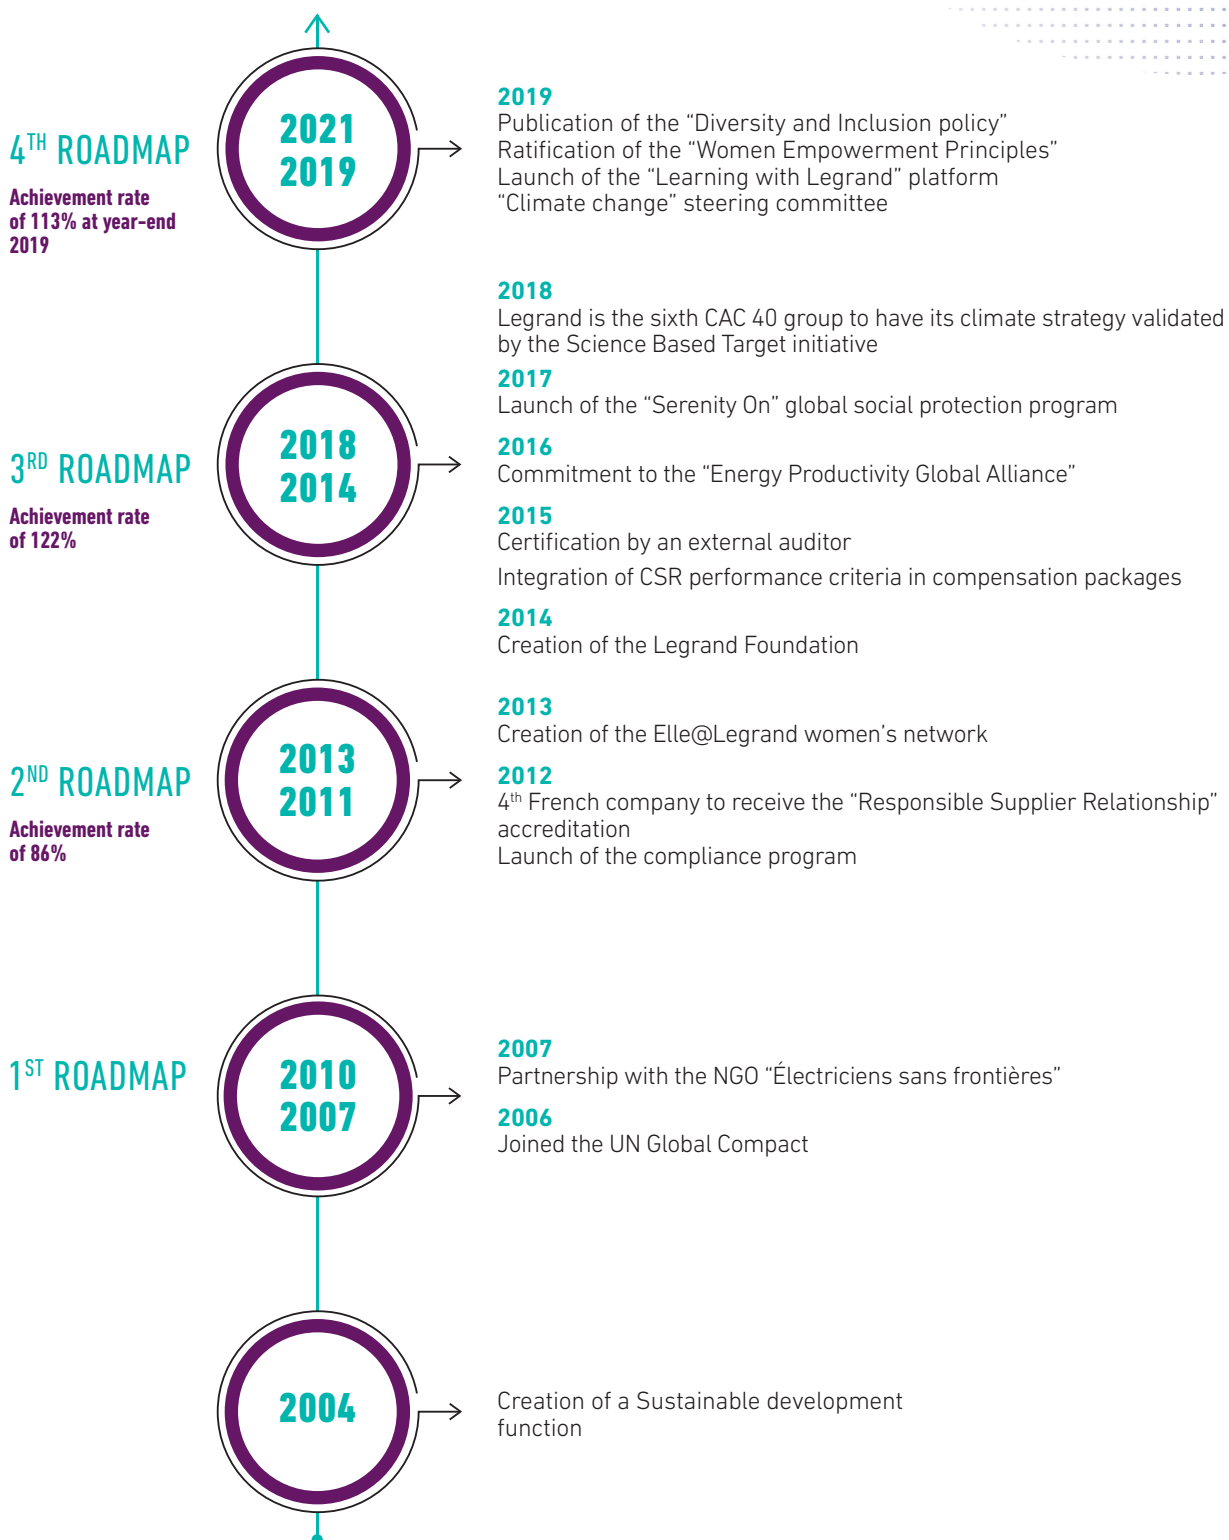 4TH ROADMAP
Achievement rate
of 113% at year-end
2019
2021
2019
2019
Publication of the “Diversity and Inclusion policy”
Ratification of the “Women Empowerment Principles”
Launch of the “Learning with Legrand” platform
“Climate change” steering committee
3RD ROADMAP
Achievement rate
of 122%
2018
2014
2018
Legrand is the sixth CAC 40 group to have its climate strategy validated
by the Science Based Target initiative
2017
Launch of the “Serenity On” global social protection program
2016
Commitment to the “Energy Productivity Global Alliance”
2015
Certification by an external auditor
Integration of CSR performance criteria in compensation packages
2014
Creation of the Legrand Foundation
2ND ROADMAP
Achievement rate
of 86%
2013
2011
2013
Creation of the Elle@Legrand women’s network
2012
4th French company to receive the “Responsible Supplier Relationship”
accreditation
Launch of the compliance program
1ST ROADMAP
2010
2007
2007
Partnership with the NGO “Électriciens sans frontières”
2006
Joined the UN Global Compact
2004
Creation of a Sustainable development
function